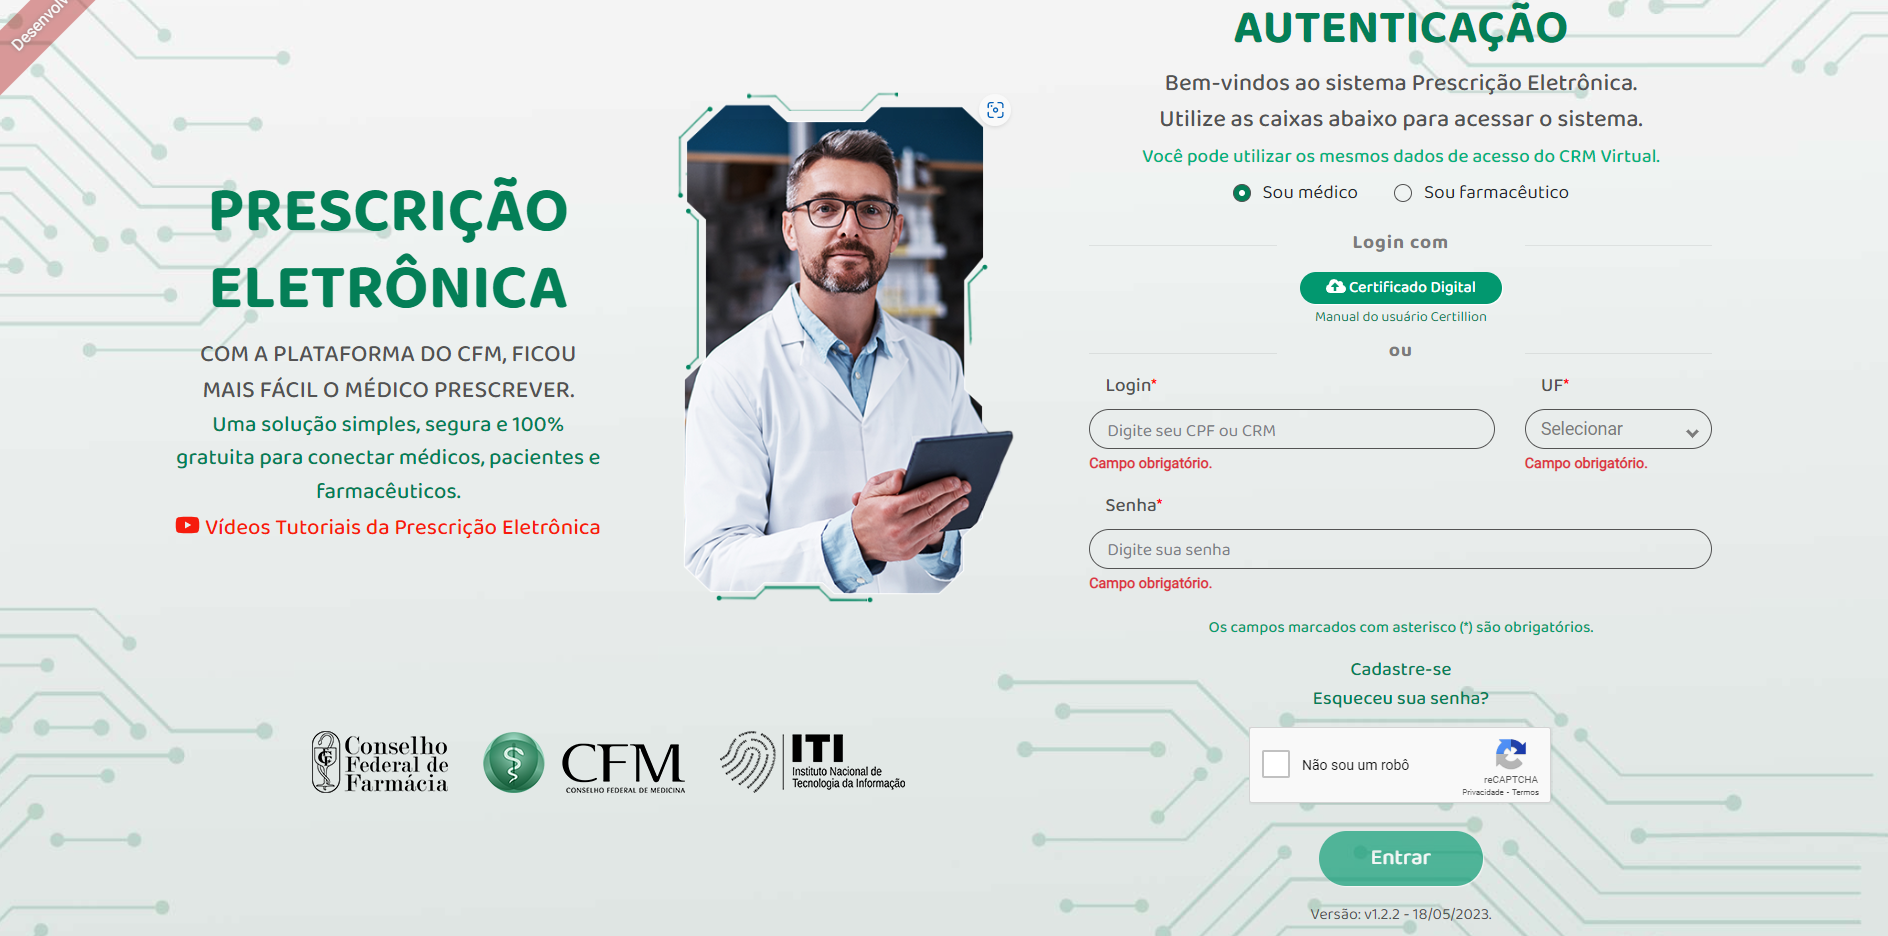 PRESCRIÇÃO
ELETRÔNICA
COM A PLATAFORMA DO CFM, FICOU
MAIS FÁCIL O MÉDICO PRESCREVER.
Uma solução simples, segura e 100%
gratuita para conectar médicos, pacientes e
farmacêuticos.
Vídeos Tutoriais da Prescrição Eletrônica
Conselho
Federal de
Farmácia
CFM
CONSELHO FEDERAL DE MEDICINA
ITI
Instituto Nacional de
Tecnologia da Informação
AUTENTICAÇÃO
Bem-vindos ao sistema Prescrição Eletrônica.
Utilize as caixas abaixo para acessar o sistema.
Você pode utilizar os mesmos dados de acesso do CRM Virtual.
Sou médico Sou farmacêutico
Login com
Certificado Digital
Manual do usuário Certillion
ou
Login* UF*
Digite seu CPF ou CRM Selecionar
Campo obrigatório. Campo obrigatório.
Senha*
Digite sua senha
Campo obrigatório.
Os campos marcados com asterisco (*) são obrigatórios.
Cadastre-se
Esqueceu sua senha?
Não sou um robô
reCAPTCHA
Privacidade - Termos
Entrar
Versão: v1.2.2 - 18/05/2023.